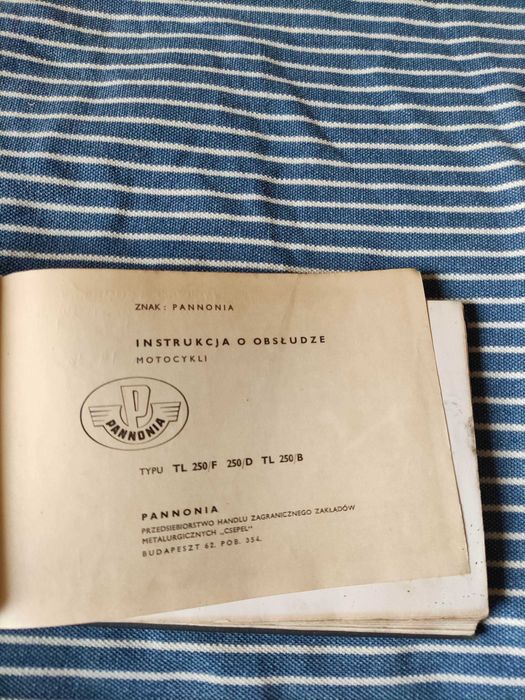 ZNAK: PANNONIA
INSTRUKCJA O OBSŁUDZE
MOTOCYKLI
P
PANNONIA
TYPU TL 250/F 250/D TL 250/B
PANNONIA
PRZEDSIEBIORSTWO HANDLU ZAGRANICZNEGO ZAKŁADÓW
METALURGICZNYCH „CSEPEL"
BUDAPESZT 62. POB. 354.